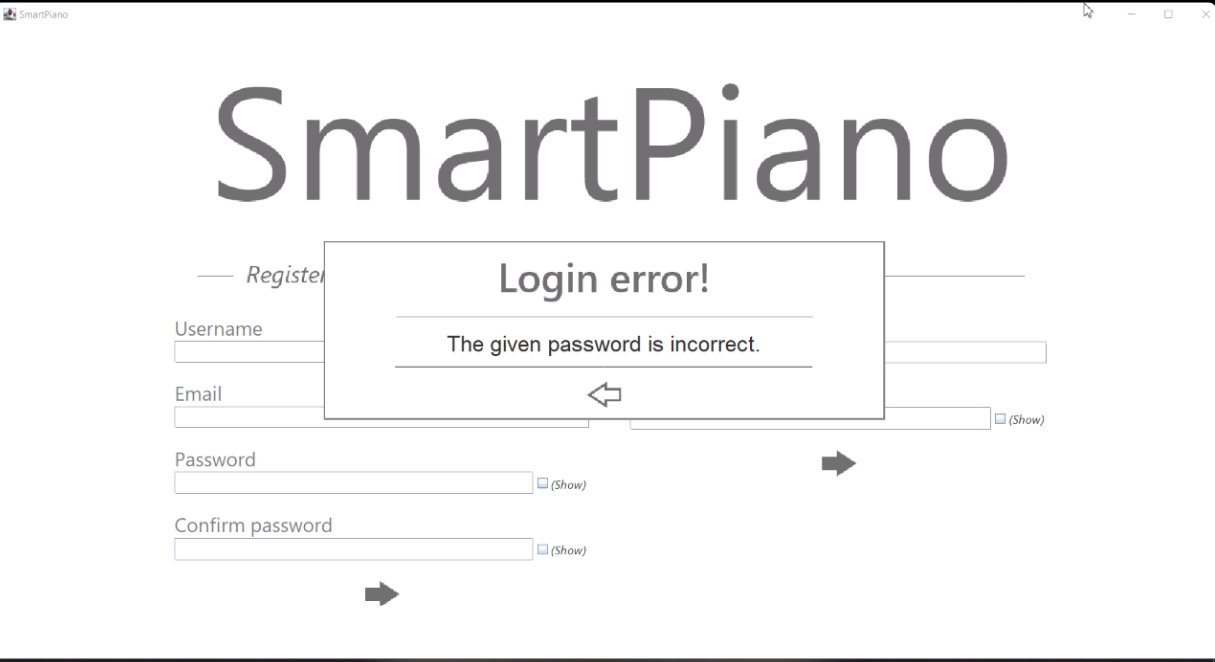 SmartPiano
SmartPiano
Register
Login error!
The given password is incorrect.
Username
Email
(Show)
Password
(Show)
Confirm password
(Show)